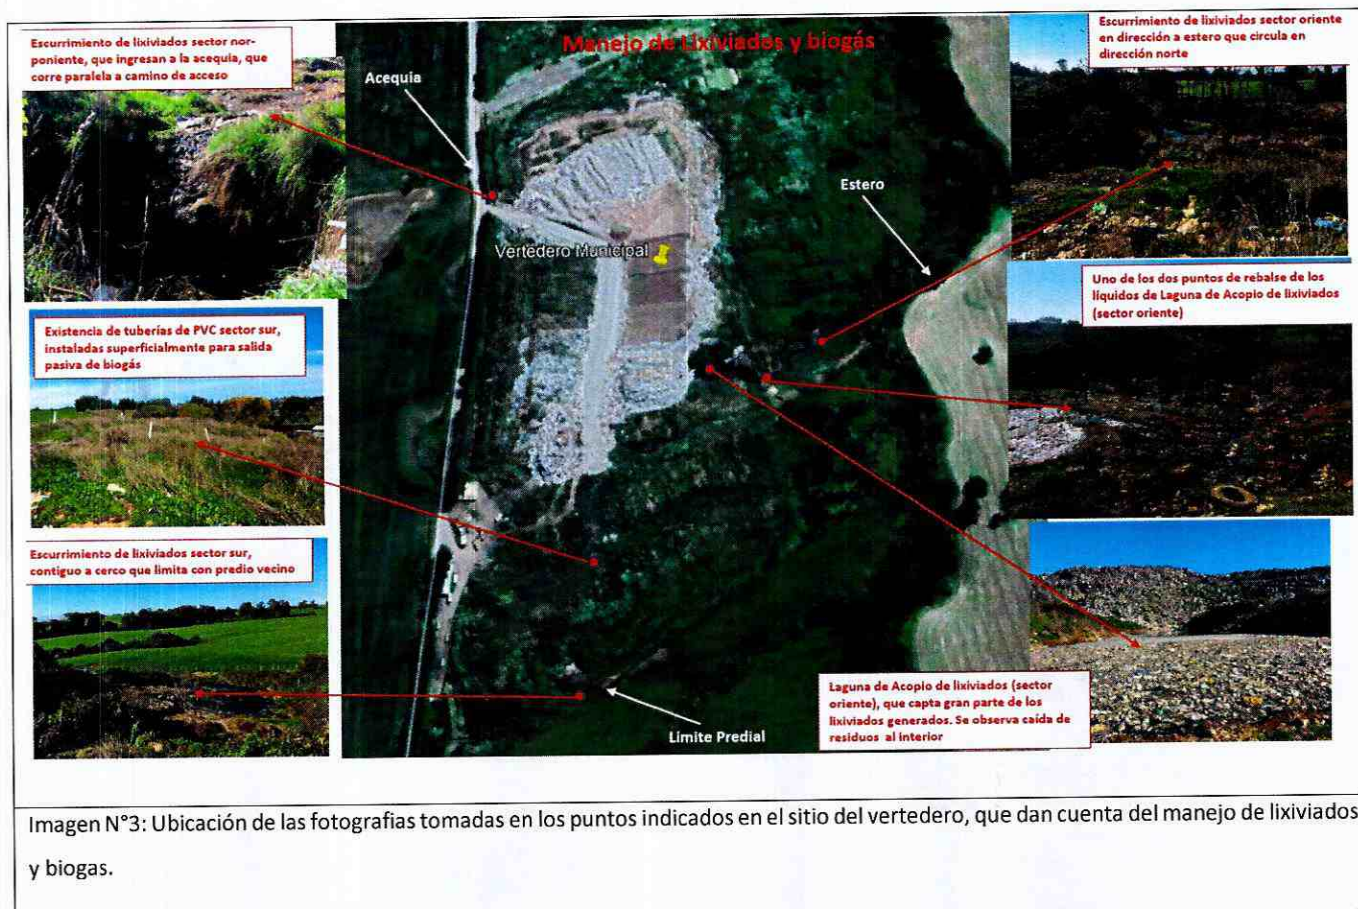 Manejo de Lixiviados y biogás
Escurrimiento de lixiviados sector nor-
poniente, que ingresan a la acequia, que
corre paralela a camino de acceso
Acequia
Escurrimiento de lixiviados sector oriente
en dirección a estero que circula en
dirección norte
Estero
Vertedero Municipal
Uno de los dos puntos de rebalse de los
líquidos de Laguna de Acopio de lixiviados
(sector oriente)
Existencia de tuberías de PVC sector sur,
instaladas superficialmente para salida
pasiva de biogás
Escurrimiento de lixiviados sector sur,
contiguo a cerco que limita con predio vecino
Limite Predial
Laguna de Acopio de lixiviados (sector
oriente), que capta gran parte de los
lixiviados generados. Se observa caída de
residuos al interior
Imagen N°3: Ubicación de las fotografias tomadas en los puntos indicados en el sitio del vertedero, que dan cuenta del manejo de lixiviados
y biogas.